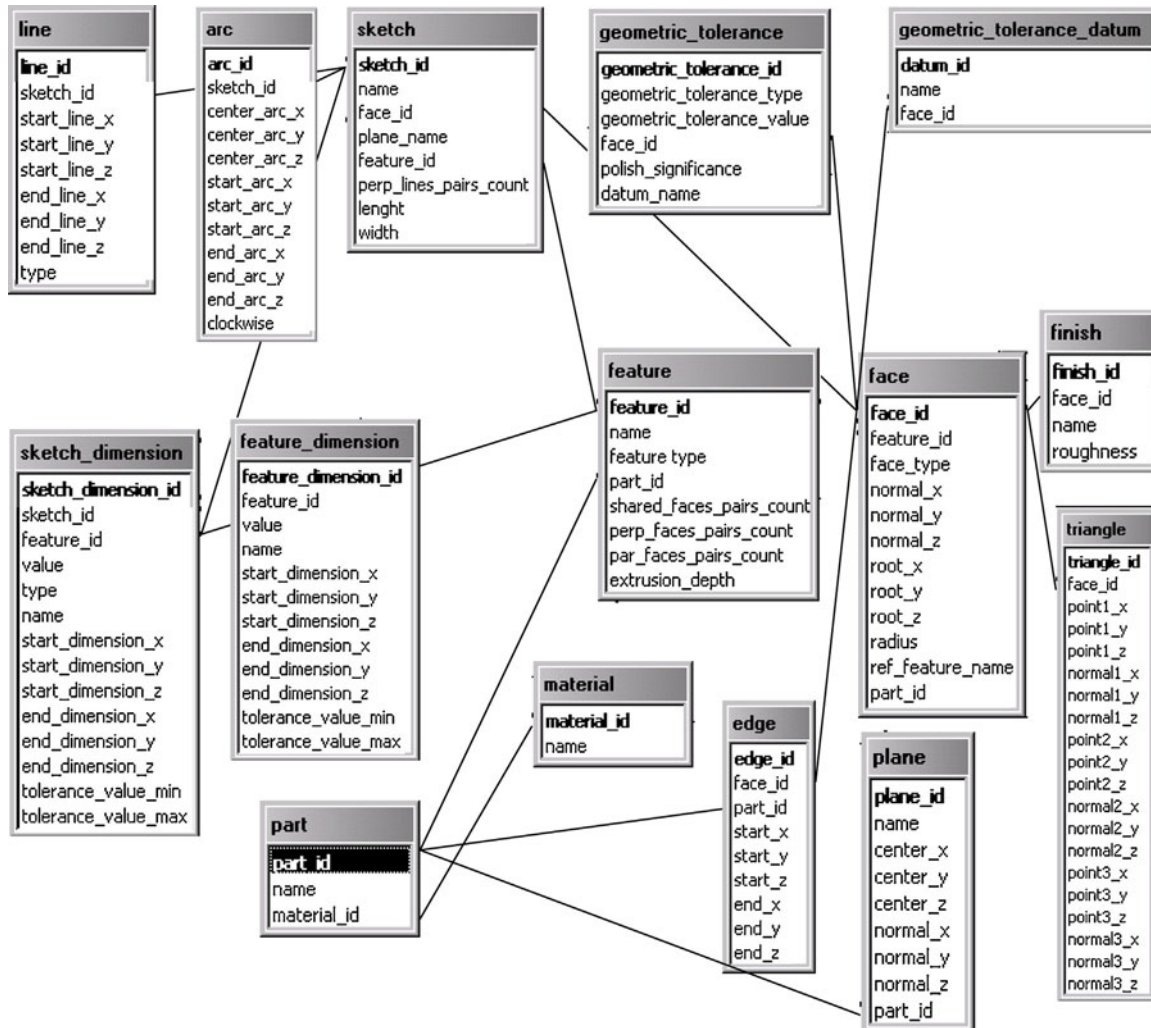 line
line_id
sketch_id
start_line_x
start_line_y
start_line_z
end_line_x
end_line_y
end_line_z
type
arc
arc_id
sketch_id
center_arc_x
center_arc_y
center_arc_z
start_arc_x
start_arc_y
start_arc_z
end_arc_x
end_arc_y
end_arc_z
clockwise
sketch
sketch_id
name
face_id
plane_name
feature_id
perp_lines_pairs_count
lenght
width
geometric_tolerance
geometric_tolerance_id
geometric_tolerance_type
geometric_tolerance_value
face_id
polish_significance
datum_name
geometric_tolerance_datum
datum_id
name
face_id
sketch_dimension
sketch_dimension_id
sketch_id
feature_id
value
type
name
start_dimension_x
start_dimension_y
start_dimension_z
end_dimension_x
end_dimension_y
end_dimension_z
tolerance_value_min
tolerance_value_max
feature_dimension
feature_dimension_id
feature_id
value
name
start_dimension_x
start_dimension_y
start_dimension_z
end_dimension_x
end_dimension_y
end_dimension_z
tolerance_value_min
tolerance_value_max
feature
feature_id
name
feature type
part_id
shared_faces_pairs_count
perp_faces_pairs_count
par_faces_pairs_count
extrusion_depth
face
face_id
feature_id
face_type
normal_x
normal_y
normal_z
root_x
root_y
root_z
radius
ref_feature_name
part_id
finish
finish_id
face_id
name
roughness
triangle
triangle_id
face_id
point1_x
point1_y
point1_z
normal1_x
normal1_y
normal1_z
point2_x
point2_y
point2_z
normal2_x
normal2_y
normal2_z
point3_x
point3_y
point3_z
normal3_x
normal3_y
normal3_z
material
material_id
name
part
part_id
name
material_id
edge
edge_id
face_id
part_id
start_x
start_y
start_z
end_x
end_y
end_z
plane
plane_id
name
center_x
center_y
center_z
normal_x
normal_y
normal_z
part_id